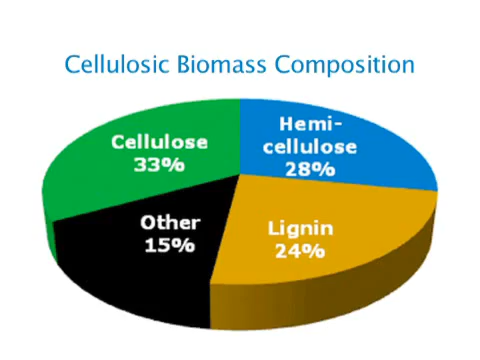 Cellulosic Biomass Composition
Cellulose
33%
Hemi-
cellulose
28%
Other
15%
Lignin
24%